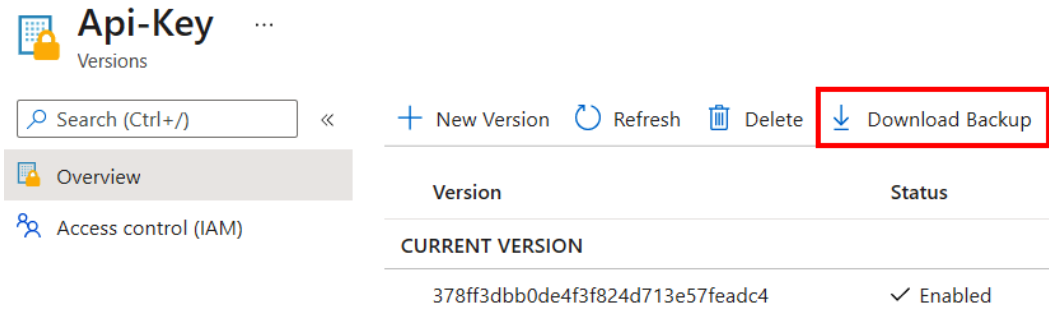 Api-Key ...
Versions
Search (Ctrl+/)
«
New Version Refresh Delete Download Backup
Overview
Access control (IAM)
Version Status
CURRENT VERSION
378ff3dbb0de4f3f824d713e57feadc4 Enabled